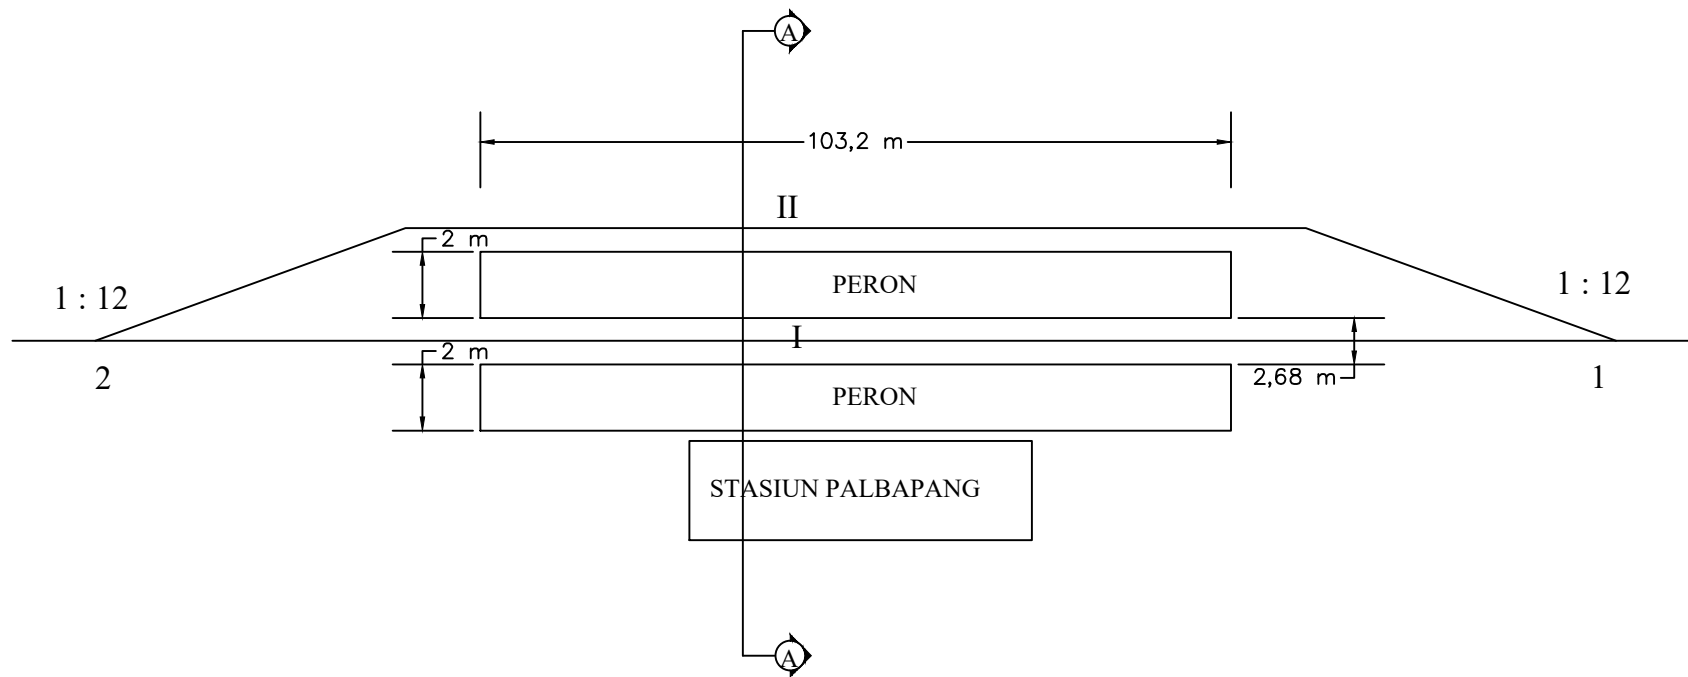 A
103,2 m
II
2 m
PERON
1 : 12
1 : 12
I
2 m
2
1
2,68 m
PERON
STASIUN PALBAPANG
A